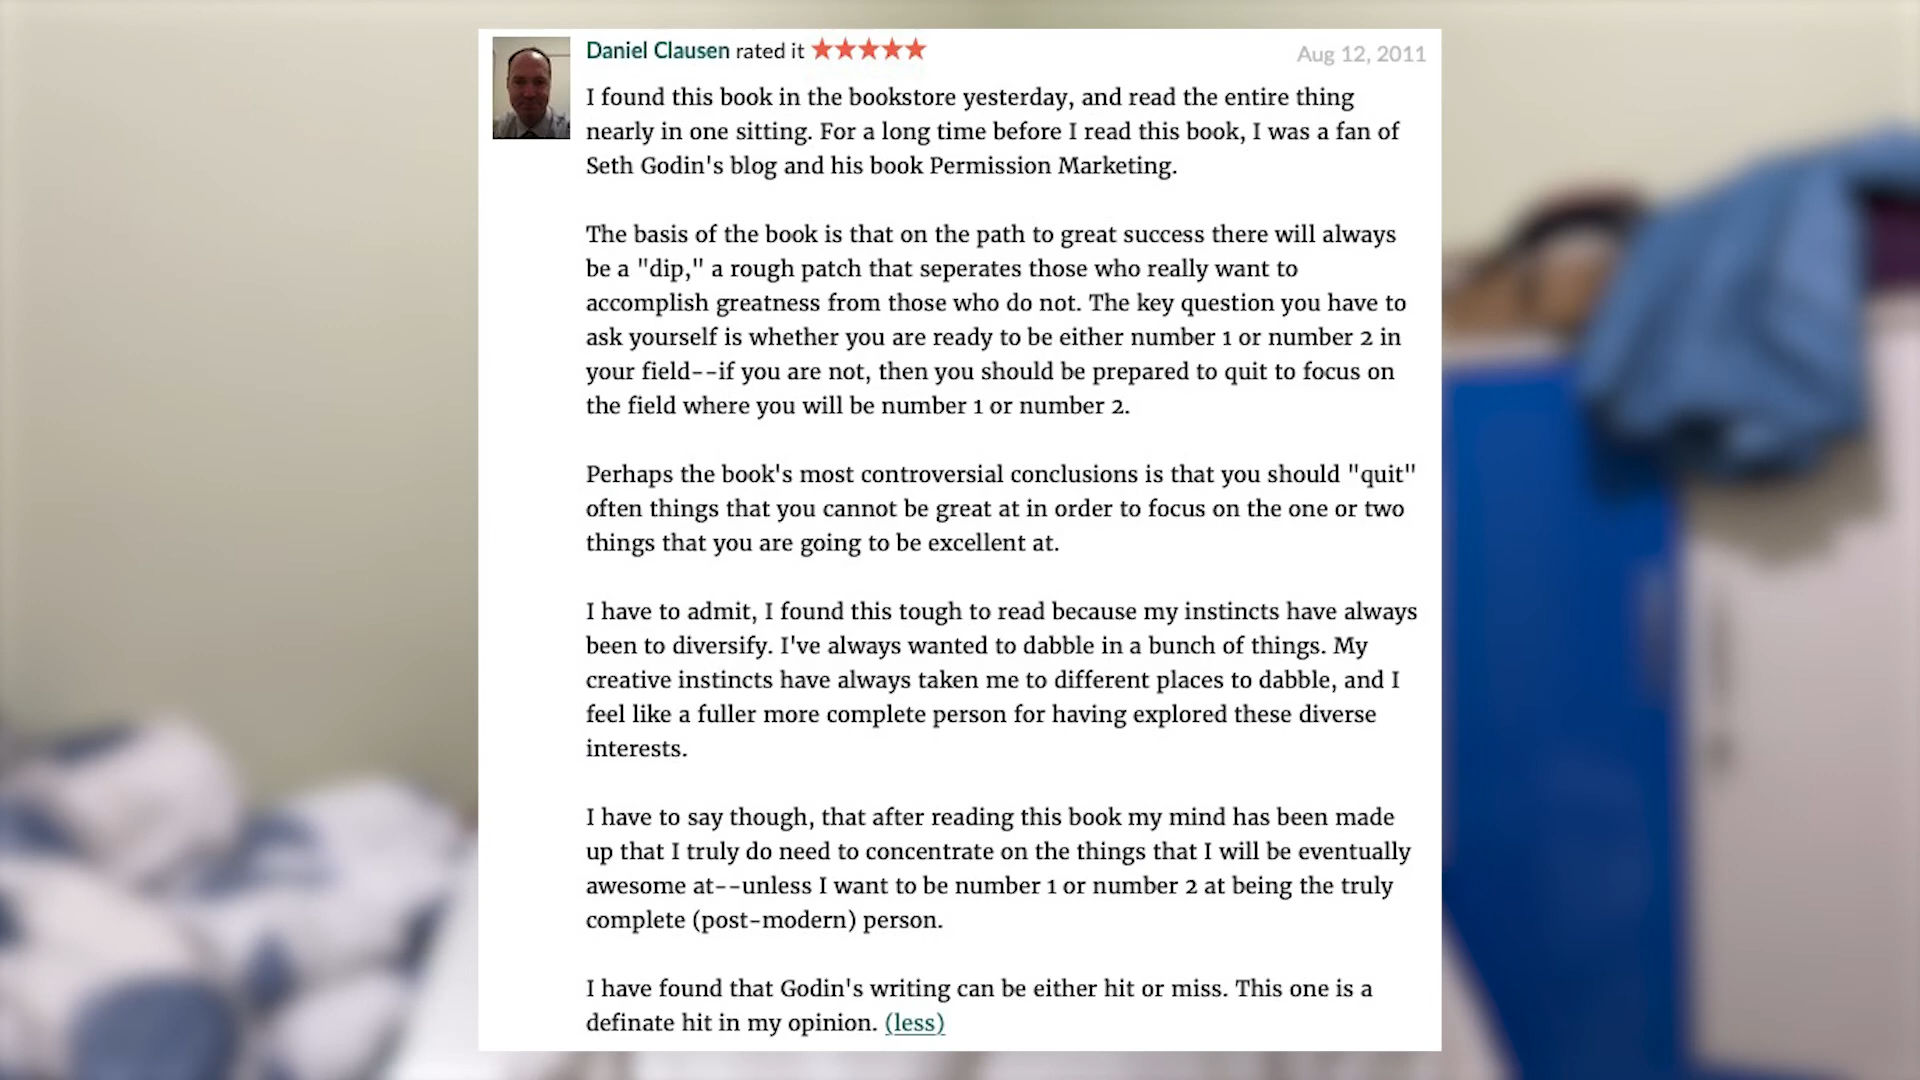 Daniel Clausen rated it ★★★★★
Aug 12, 2011
I found this book in the bookstore yesterday, and read the entire thing
nearly in one sitting. For a long time before I read this book, I was a fan of
Seth Godin's blog and his book Permission Marketing.
The basis of the book is that on the path to great success there will always
be a "dip," a rough patch that seperates those who really want to
accomplish greatness from those who do not. The key question you have to
ask yourself is whether you are ready to be either number 1 or number 2 in
your field--if you are not, then you should be prepared to quit to focus on
the field where you will be number 1 or number 2.
Perhaps the book's most controversial conclusions is that you should "quit"
often things that you cannot be great at in order to focus on the one or two
things that you are going to be excellent at.
I have to admit, I found this tough to read because my instincts have always
been to diversify. I've always wanted to dabble in a bunch of things. My
creative instincts have always taken me to different places to dabble, and I
feel like a fuller more complete person for having explored these diverse
interests.
I have to say though, that after reading this book my mind has been made
up that I truly do need to concentrate on the things that I will be eventually
awesome at--unless I want to be number 1 or number 2 at being the truly
complete (post-modern) person.
I have found that Godin's writing can be either hit or miss. This one is a
definate hit in my opinion. (less)